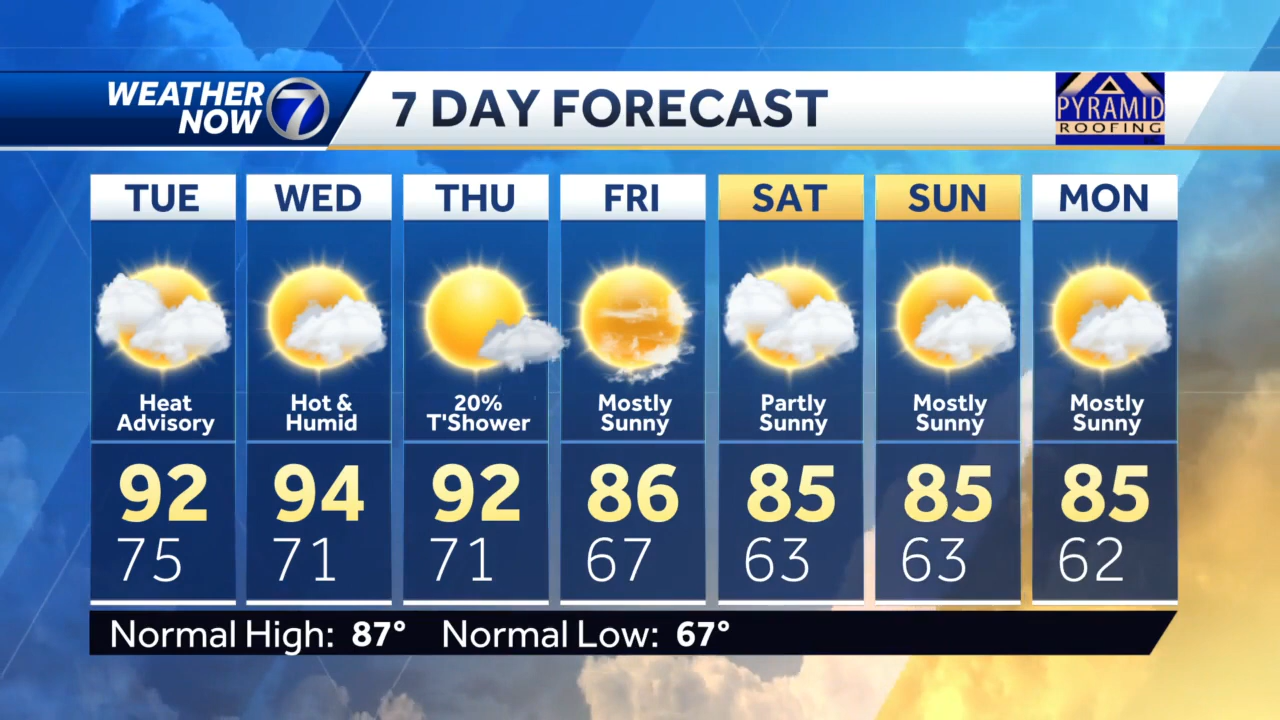 WEATHER
NOW 7
7 DAY FORECAST
PYRAMID
ROOFING
TUE WED THU FRI SAT SUN MON
Heat Hot & 20% Mostly Partly Mostly Mostly
Advisory Humid T'Shower Sunny Sunny Sunny Sunny
92 94 92 86 85 85 85
75 71 71 67 63 63 62
Normal High: 87° Normal Low: 67°